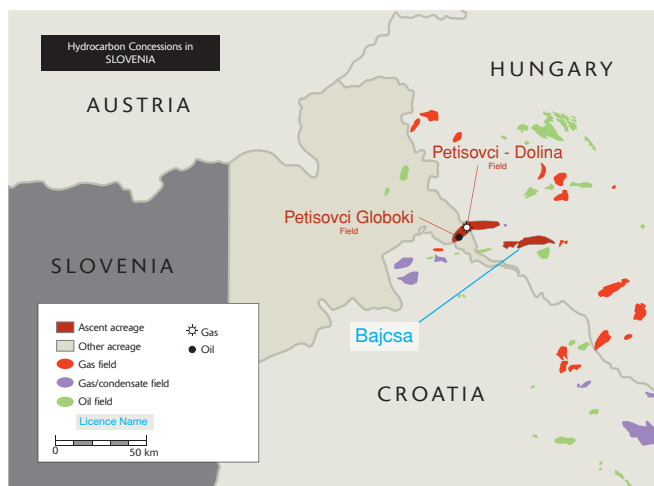 Hydrocarbon Concessions in
SLOVENIA
HUNGARY
AUSTRIA
Petisovci - Dolina
Field
Petisovci Globoki
Field
SLOVENIA
Bajcsa
CROATIA
Ascent acreage
Other acreage
Gas field
Gas/condensate field
Oil field
Gas
Oil
Licence Name
0 50 km